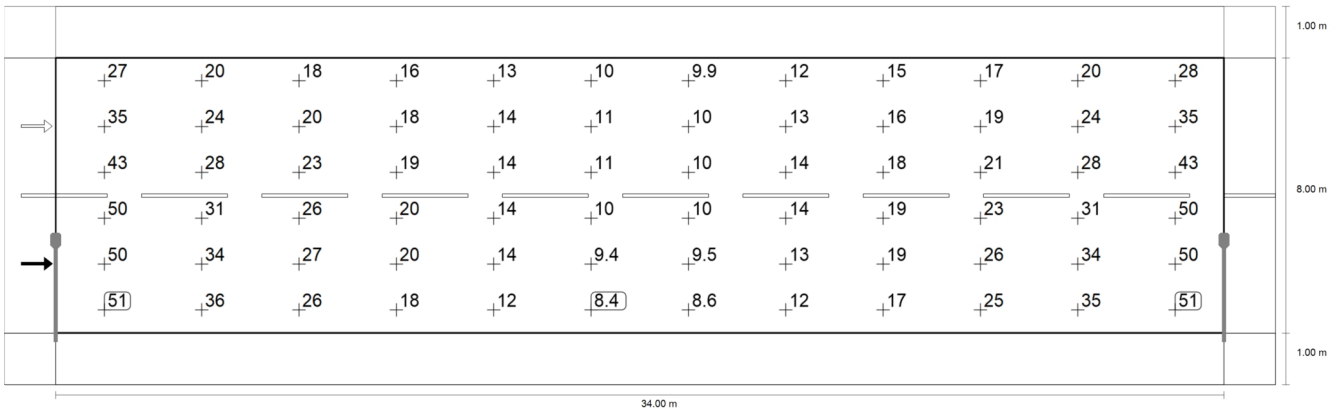 1.00 m
27 20 18 16 13 10 9.9 12 15 17 20 28
35 24 20 18 14 11 10 13 16 19 24 35
43 28 23 19 14 11 10 14 18 21 28 43
8.00 m
50 31 26 20 14 10 10 14 19 23 31 50
50 34 27 20 14 9.4 9.5 13 19 26 34 50
51 36 26 18 12 8.4 8.6 12 17 25 35 51
1.00 m
34.00 m